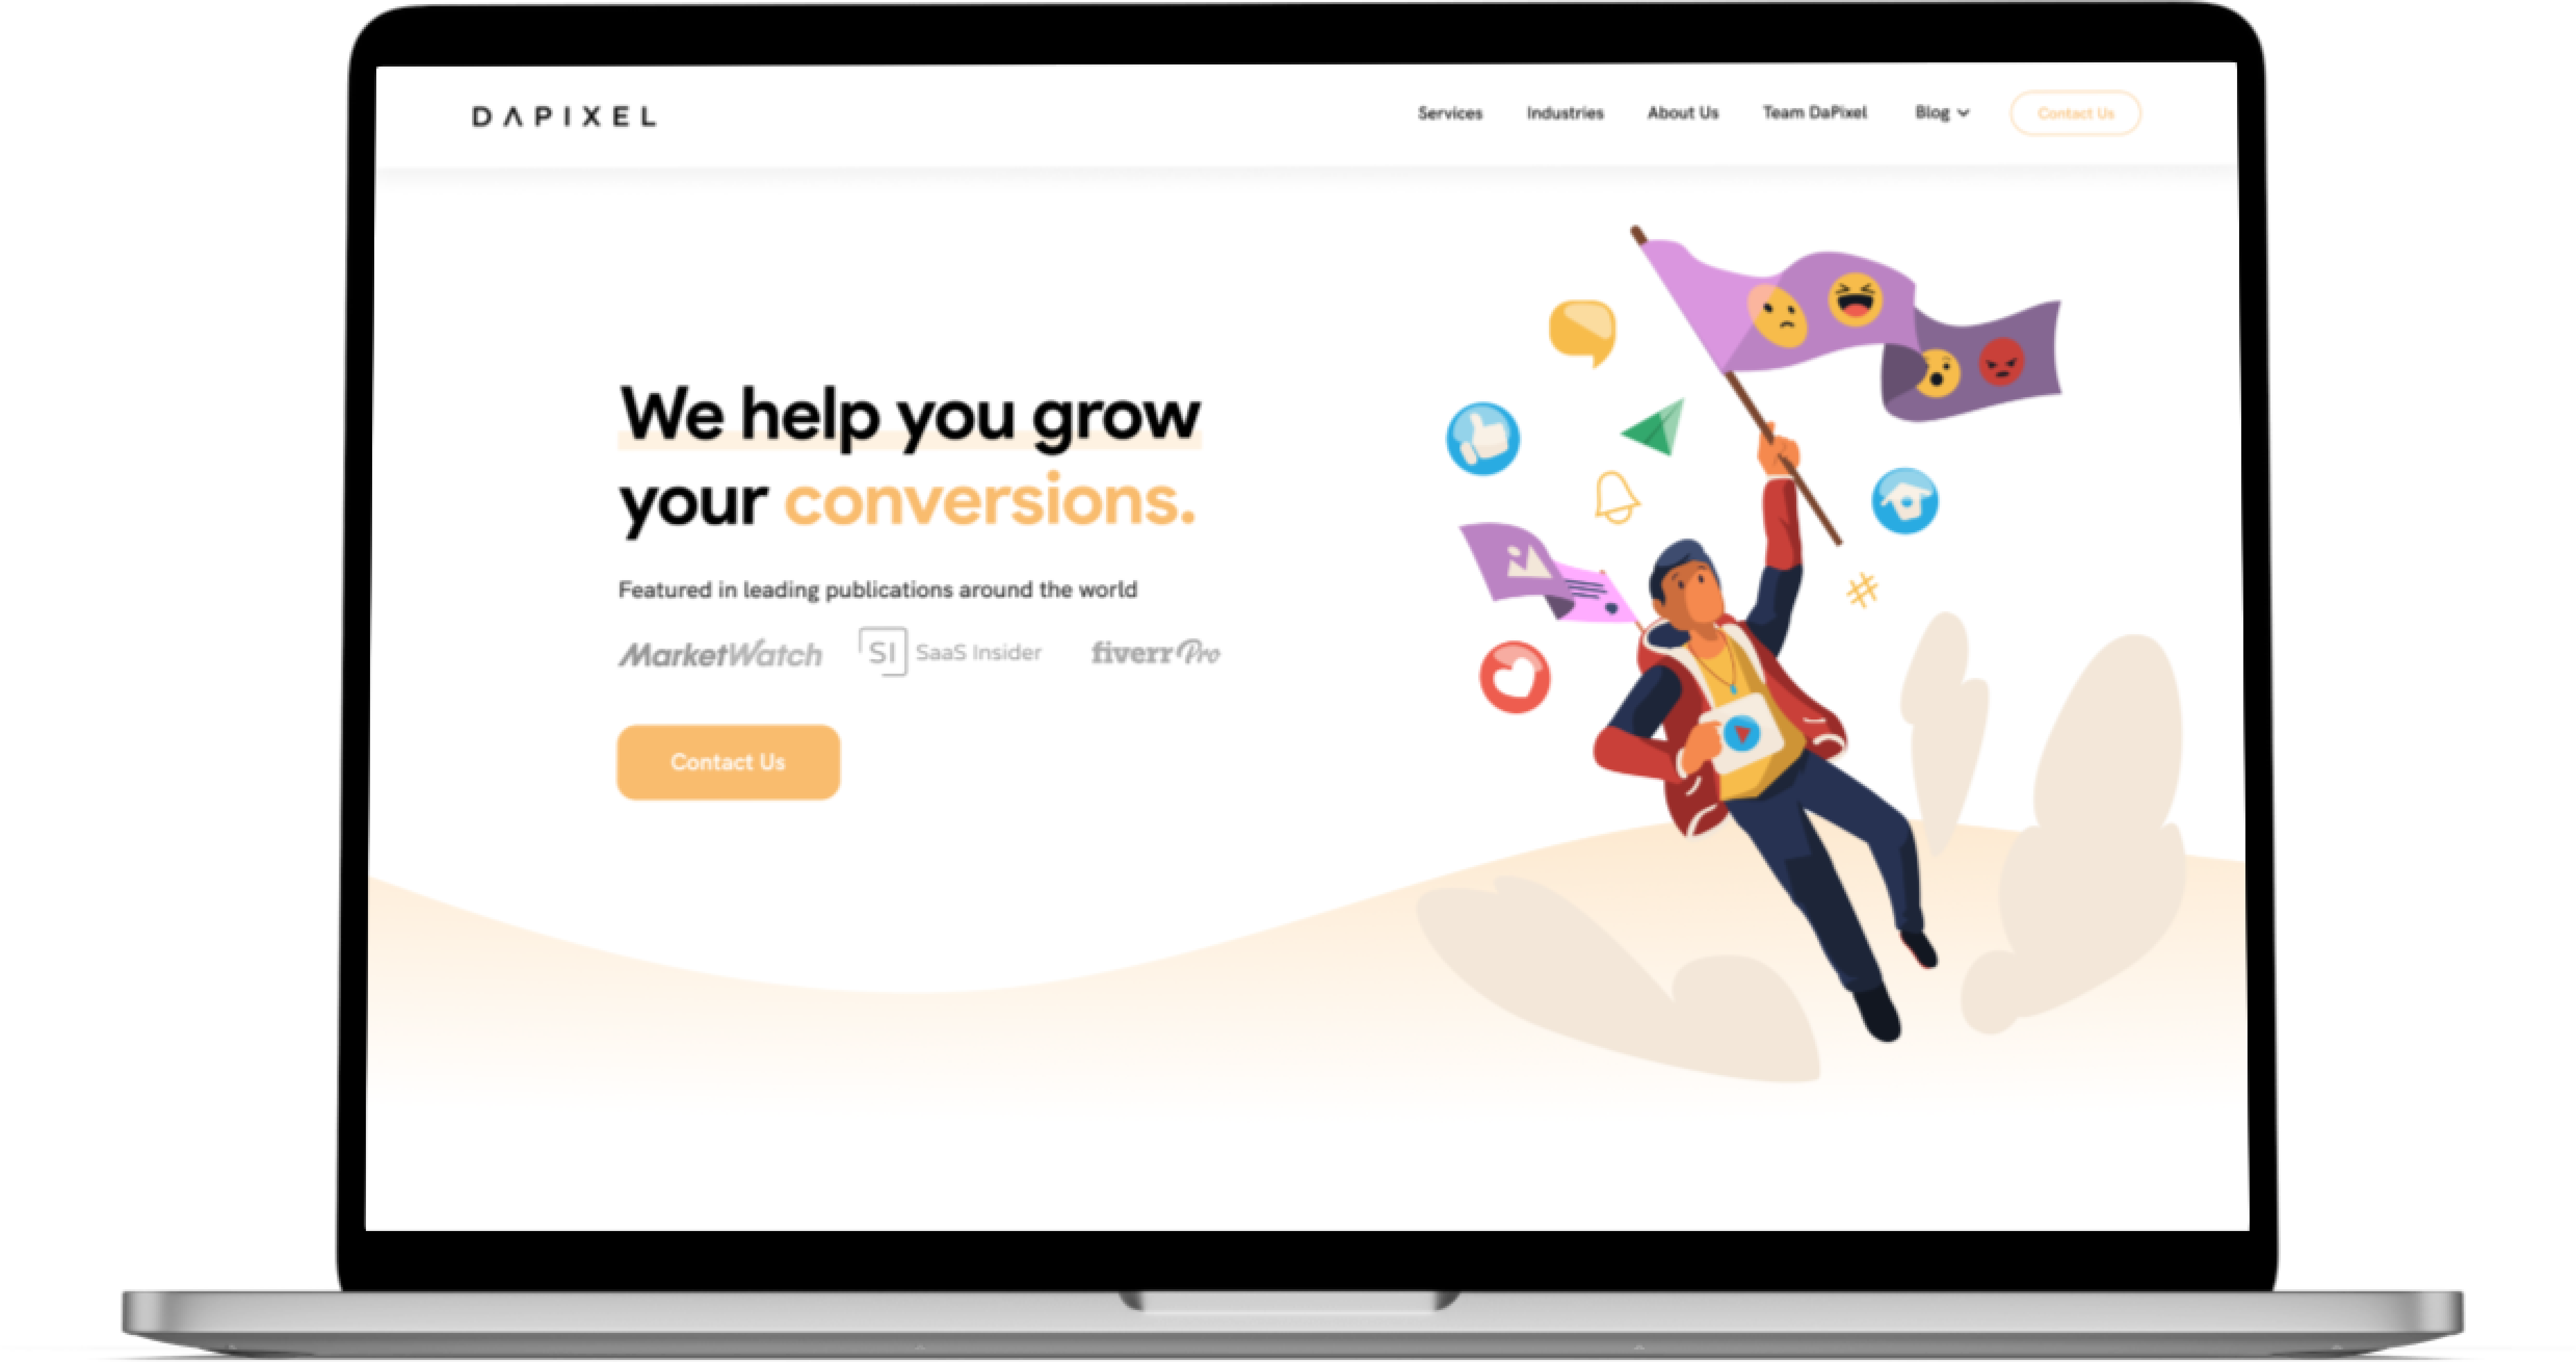 DAPIXEL
Services Industries About Us Team DaPixel Blog Contact Us
We help you grow
your conversions.
Featured in leading publications around the world
MarketWatch SI SaaS Insider fiverr Pro
Contact Us
#